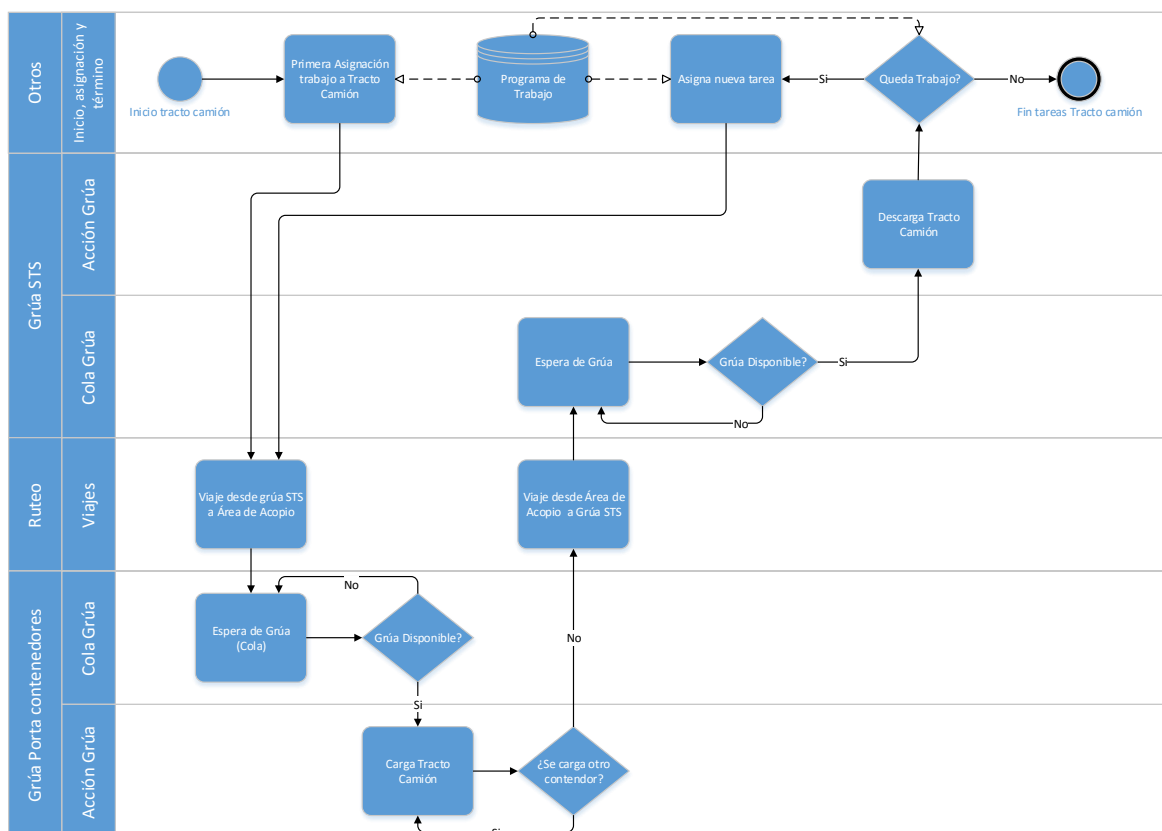 Otros
Inicio, asignación y
término
Inicio tracto camión
Primera Asignación
trabajo a Tracto
Camión
Programa de
Trabajo
Asigna nueva tarea
Si
Queda Trabajo?
No
Fin tareas Tracto camión
Grúa STS
Acción Grúa
Descarga Tracto
Camión
Cola Grúa
Espera de Grúa
Grúa Disponible?
Si
No
Ruteo
Viajes
Viaje desde grúa STS
a Área de Acopio
Viaje desde Área de
Acopio a Grúa STS
Grúa Porta contenedores
Cola Grúa
No
Espera de Grúa
(Cola)
Grúa Disponible?
No
Si
Acción Grúa
Carga Tracto
Camión
¿Se carga otro
contendor?
Si